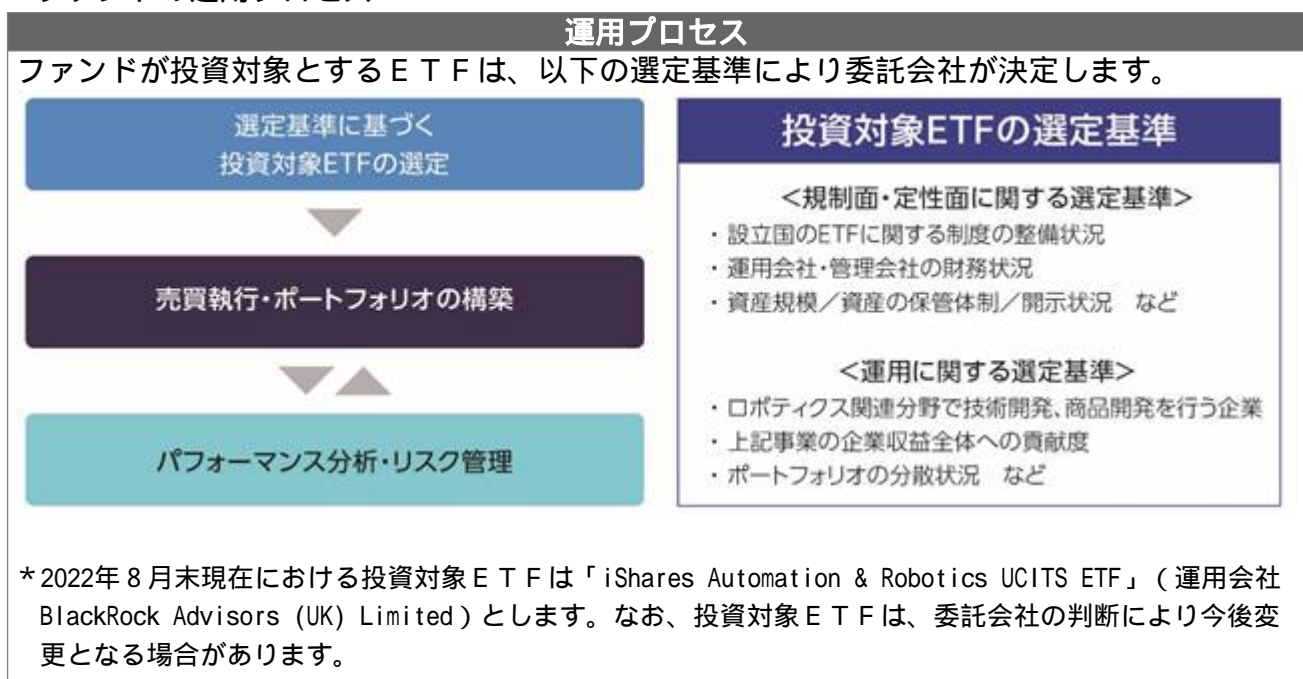 運用プロセス
ファンドが投資対象とするＥＴＦは、以下の選定基準により委託会社が決定します。
選定基準に基づく
投資対象ETFの選定
売買執行・ポートフォリオの構築
パフォーマンス分析・リスク管理
投資対象ETFの選定基準
＜規制面・定性面に関する選定基準＞
・設立国のETFに関する制度の整備状況
・運用会社・管理会社の財務状況
・資産規模／資産の保管体制／開示状況　など
＜運用に関する選定基準＞
・ロボティクス関連分野で技術開発、商品開発を行う企業
・上記事業の企業収益全体への貢献度
・ポートフォリオの分散状況　など
＊2022年８月末現在における投資対象ＥＴＦは「iShares Automation & Robotics UCITS ETF」（運用会社
BlackRock Advisors (UK) Limited）とします。なお、投資対象ＥＴＦは、委託会社の判断により今後変
更となる場合があります。